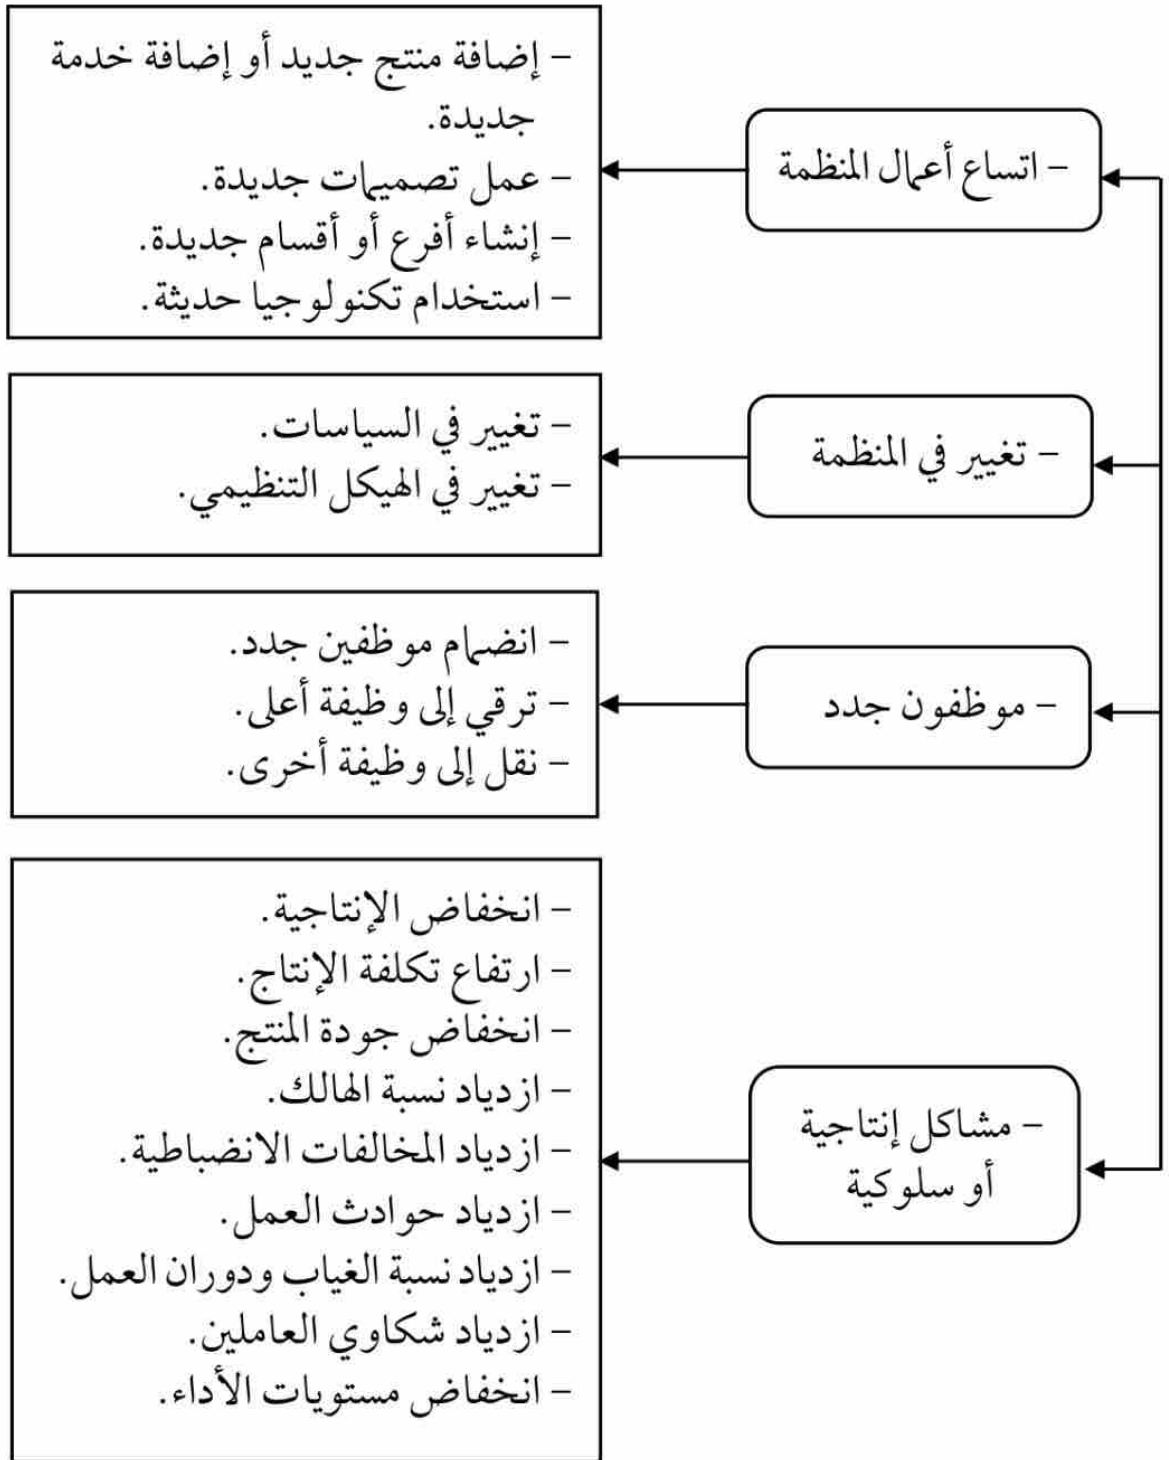 – اتساع أعمال المنظمة
– إضافة منتج جديد أو إضافة خدمة
جديدة.
– عمل تصميمات جديدة.
– إنشاء أفرع أو أقسام جديدة.
– استخدام تكنولوجيا حديثة.
– تغيير في المنظمة
– تغيير في السياسات.
– تغيير في الهيكل التنظيمي.
– موظفون جدد
– انضمام موظفين جدد.
– ترقي إلى وظيفة أعلى.
– نقل إلى وظيفة أخرى.
– مشاكل إنتاجية
أو سلوكية
– انخفاض الإنتاجية.
– ارتفاع تكلفة الإنتاج.
– انخفاض جودة المنتج.
– ازدياد نسبة الهالك.
– ازدياد المخالفات الانضباطية.
– ازدياد حوادث العمل.
– ازدياد نسبة الغياب ودوران العمل.
– ازدياد شكاوي العاملين.
– انخفاض مستويات الأداء.